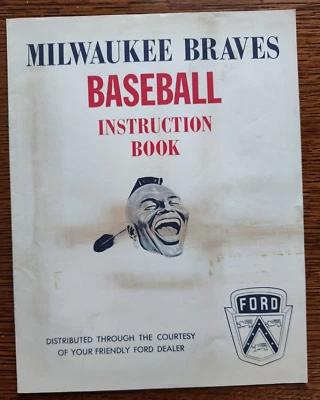 MILWAUKEE BRAVES
BASEBALL
INSTRUCTION
BOOK
FORD
DISTRIBUTED THROUGH THE COURTESY
OF YOUR FRIENDLY FORD DEALER